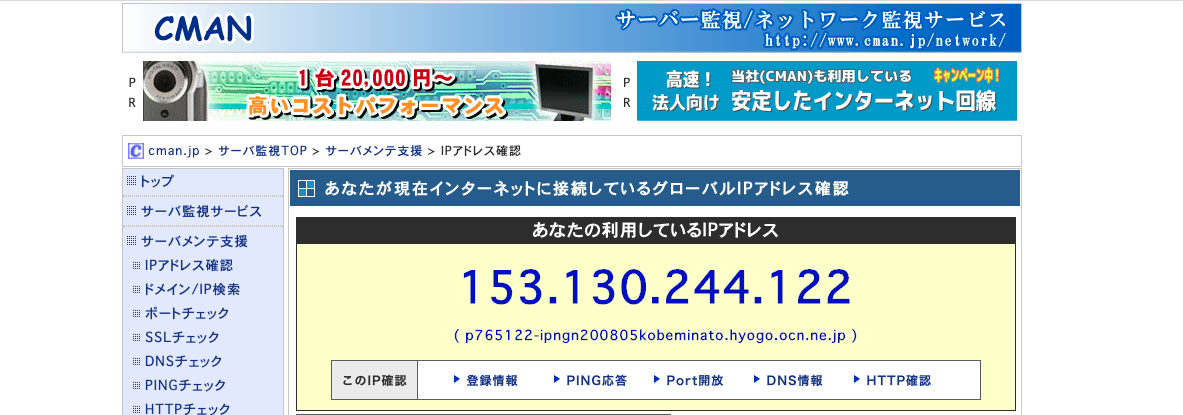 CMAN
サーバー監視/ネットワーク監視サービス
http://www.cman.jp/network/
PR
1台20,000円〜
高いコストパフォーマンス
PR
高速！ 当社(CMAN)も利用している キャンペーン中!
法人向け 安定したインターネット回線
C cman.jp > サーバ監視TOP > サーバメンテ支援 > IPアドレス確認
トップ
サーバ監視サービス
サーバメンテ支援
IPアドレス確認
ドメイン/IP検索
ポートチェック
SSLチェック
DNSチェック
PINGチェック
HTTPチェック
あなたが現在インターネットに接続しているグローバルIPアドレス確認
あなたの利用しているIPアドレス
153.130.244.122
( p765122-ipngn200805kobeminato.hyogo.ocn.ne.jp )
このIP確認 登録情報 PING応答 Port開放 DNS情報 HTTP確認